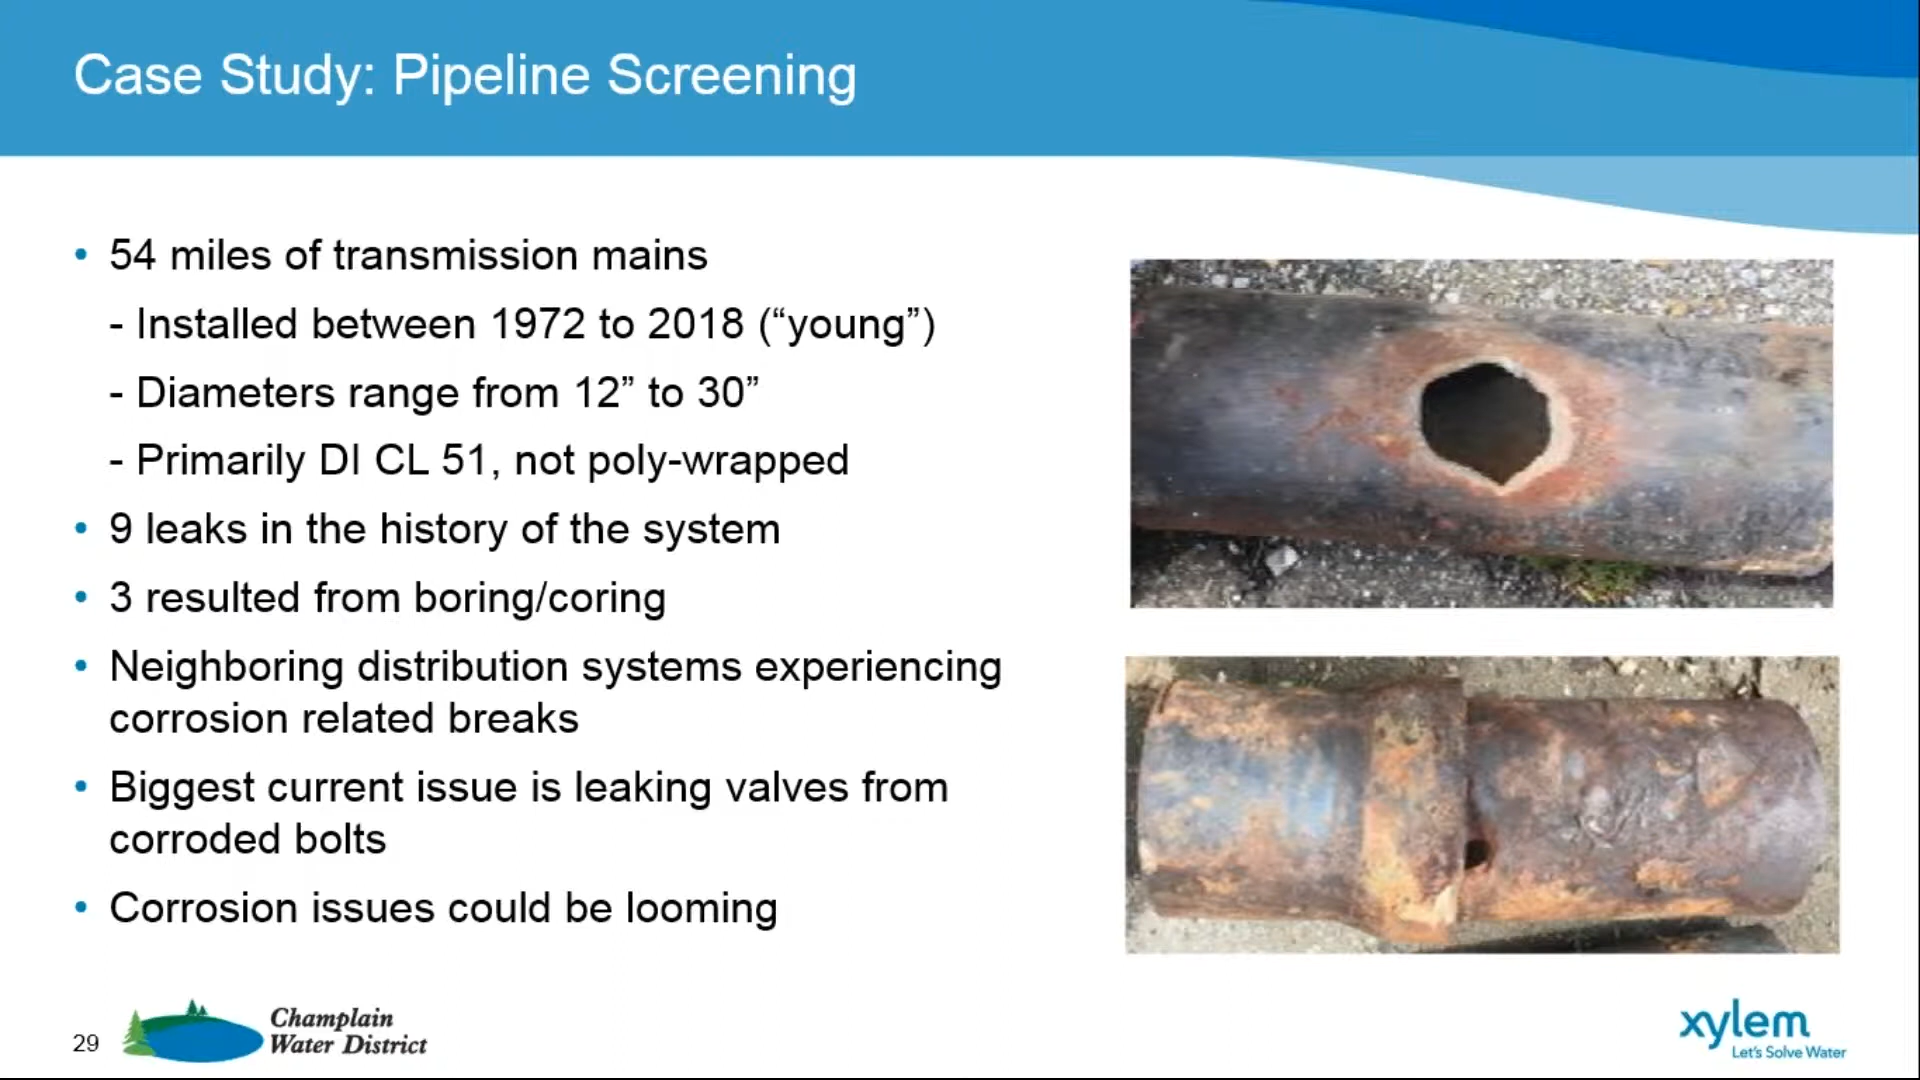 Case Study: Pipeline Screening
• 54 miles of transmission mains
- Installed between 1972 to 2018 (“young”)
- Diameters range from 12” to 30”
- Primarily DI CL 51, not poly-wrapped
• 9 leaks in the history of the system
• 3 resulted from boring/coring
• Neighboring distribution systems experiencing
corrosion related breaks
• Biggest current issue is leaking valves from
corroded bolts
• Corrosion issues could be looming
29
Champlain
Water District
xylem
Let's Solve Water